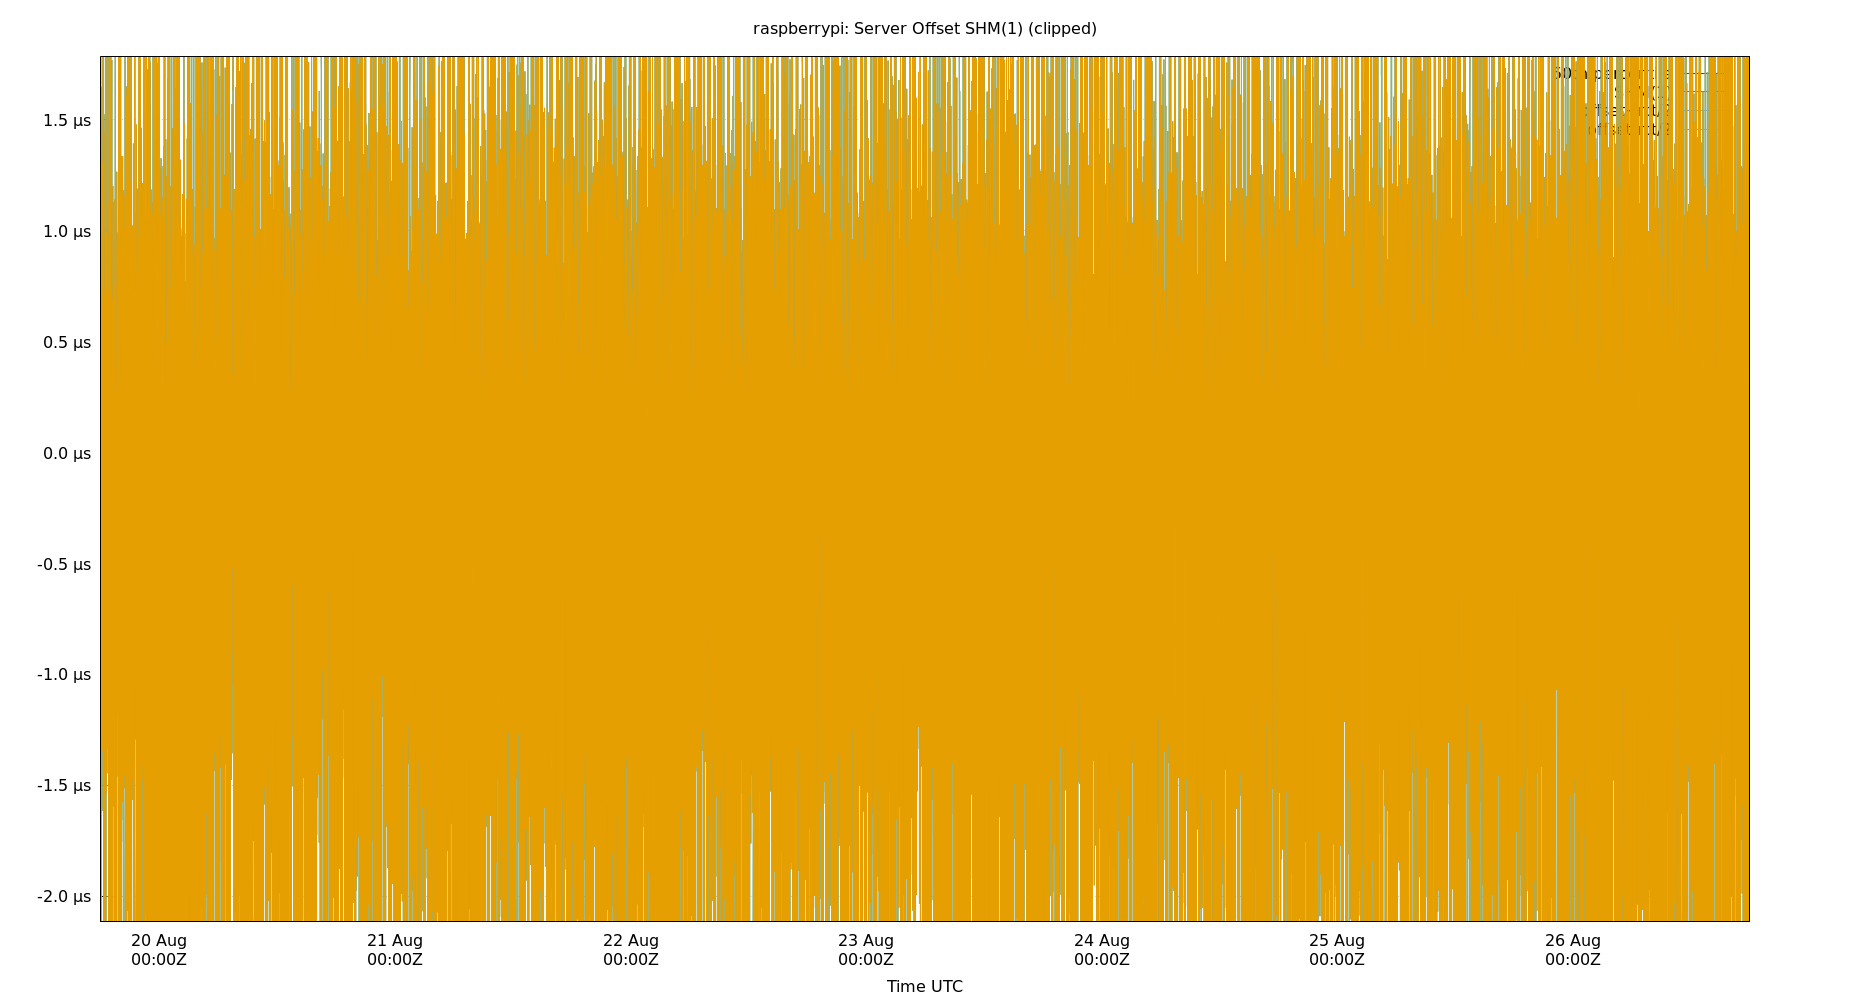 raspberrypi: Server Offset SHM(1) (clipped)
1.5 µs
1.0 µs
0.5 µs
0.0 µs
-0.5 µs
-1.0 µs
-1.5 µs
-2.0 µs
20 Aug 21 Aug 22 Aug 23 Aug 24 Aug 25 Aug 26 Aug
00:00Z 00:00Z 00:00Z 00:00Z 00:00Z 00:00Z 00:00Z
Time UTC